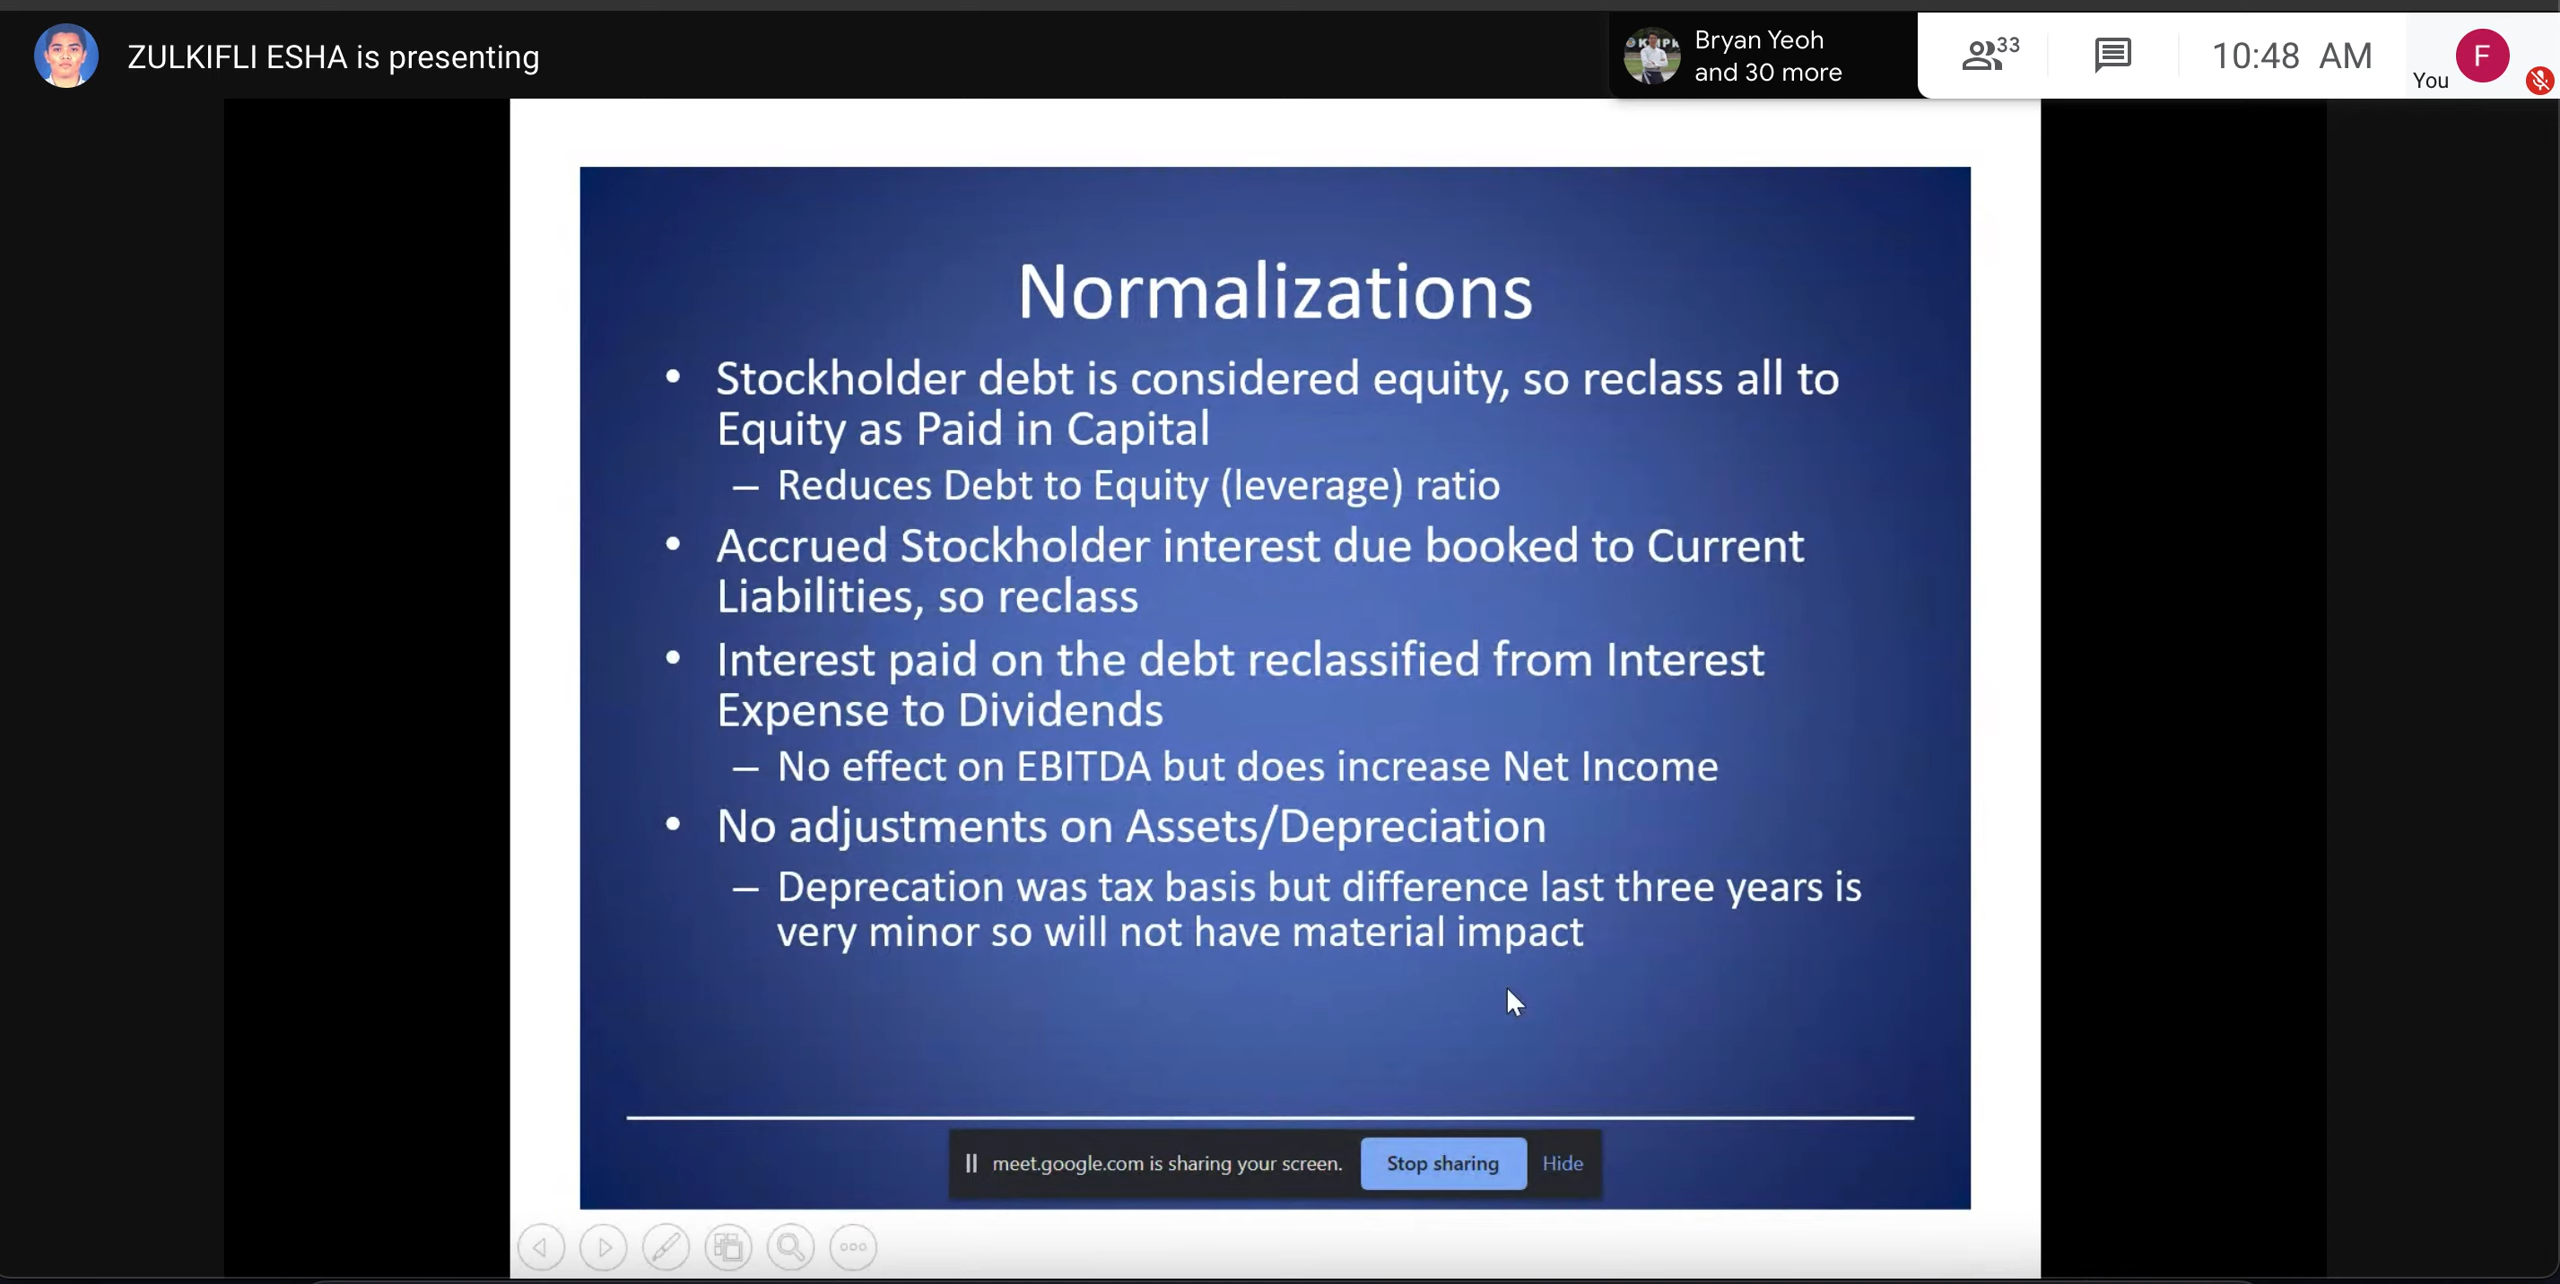 ZULKIFLI ESHA is presenting
Bryan Yeoh
and 30 more
33
10:48 AM
You
F
Normalizations
• Stockholder debt is considered equity, so reclass all to
Equity as Paid in Capital
– Reduces Debt to Equity (leverage) ratio
• Accrued Stockholder interest due booked to Current
Liabilities, so reclass
• Interest paid on the debt reclassified from Interest
Expense to Dividends
– No effect on EBITDA but does increase Net Income
• No adjustments on Assets/Depreciation
– Deprecation was tax basis but difference last three years is
very minor so will not have material impact
meet.google.com is sharing your screen.
Stop sharing
Hide